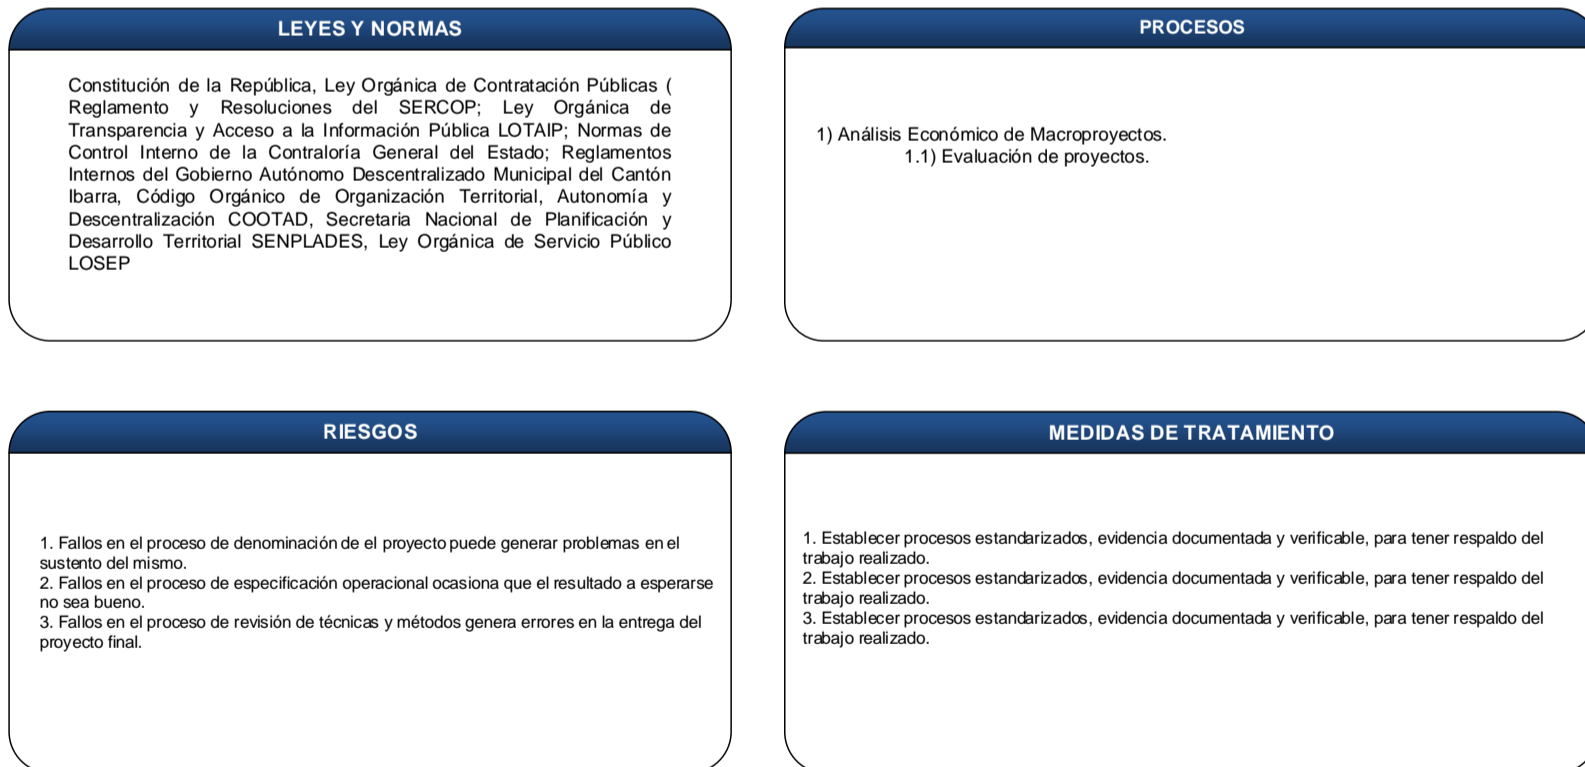 LEYES Y NORMAS
Constitución de la República, Ley Orgánica de Contratación Públicas (
Reglamento y Resoluciones del SERCOP; Ley Orgánica de
Transparencia y Acceso a la Información Pública LOTAIP; Normas de
Control Interno de la Contraloría General del Estado; Reglamentos
Internos del Gobierno Autónomo Descentralizado Municipal del Cantón
Ibarra, Código Orgánico de Organización Territorial, Autonomía y
Descentralización COOTAD, Secretaria Nacional de Planificación y
Desarrollo Territorial SENPLADES, Ley Orgánica de Servicio Público
LOSEP
PROCESOS
1) Análisis Económico de Macroproyectos.
1.1) Evaluación de proyectos.
RIESGOS
1. Fallos en el proceso de denominación de el proyecto puede generar problemas en el
sustento del mismo.
2. Fallos en el proceso de especificación operacional ocasiona que el resultado a esperarse
no sea bueno.
3. Fallos en el proceso de revisión de técnicas y métodos genera errores en la entrega del
proyecto final.
MEDIDAS DE TRATAMIENTO
1. Establecer procesos estandarizados, evidencia documentada y verificable, para tener respaldo del
trabajo realizado.
2. Establecer procesos estandarizados, evidencia documentada y verificable, para tener respaldo del
trabajo realizado.
3. Establecer procesos estandarizados, evidencia documentada y verificable, para tener respaldo del
trabajo realizado.